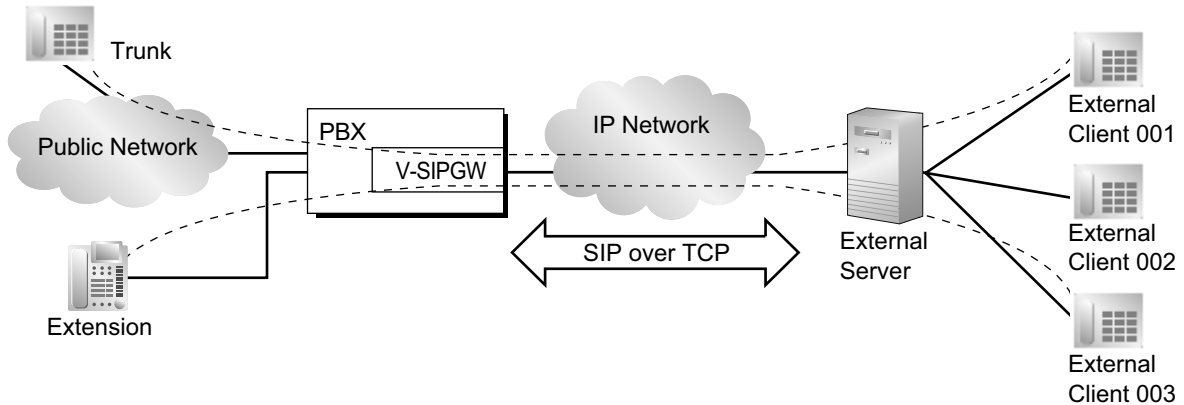 Trunk
Public Network
PBX
V-SIPGW
IP Network
SIP over TCP
Extension
External
Server
External
Client 001
External
Client 002
External
Client 003